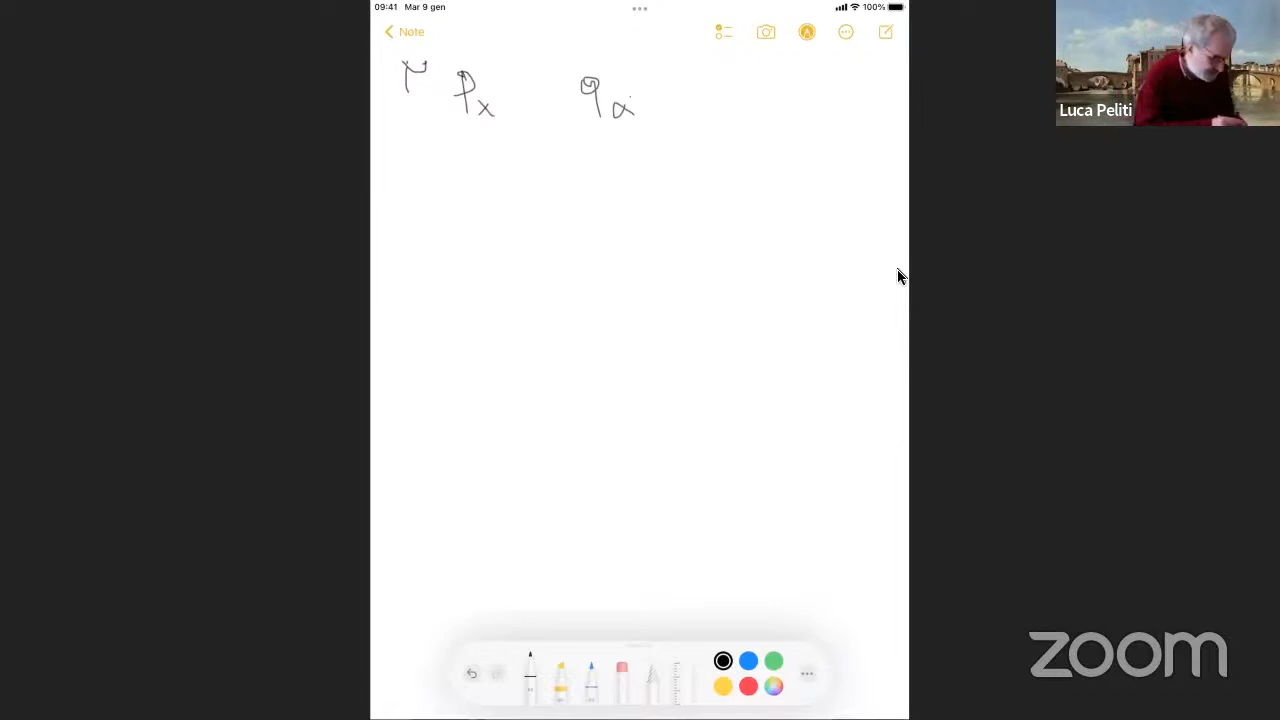 09:41 Mar 9 gen
100%
Note
p_x q_α
Luca Peliti
zoom